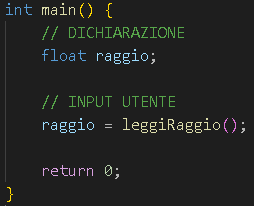 int main() {
// DICHIARAZIONE
float raggio;
// INPUT UTENTE
raggio = leggiRaggio();
return 0;
}